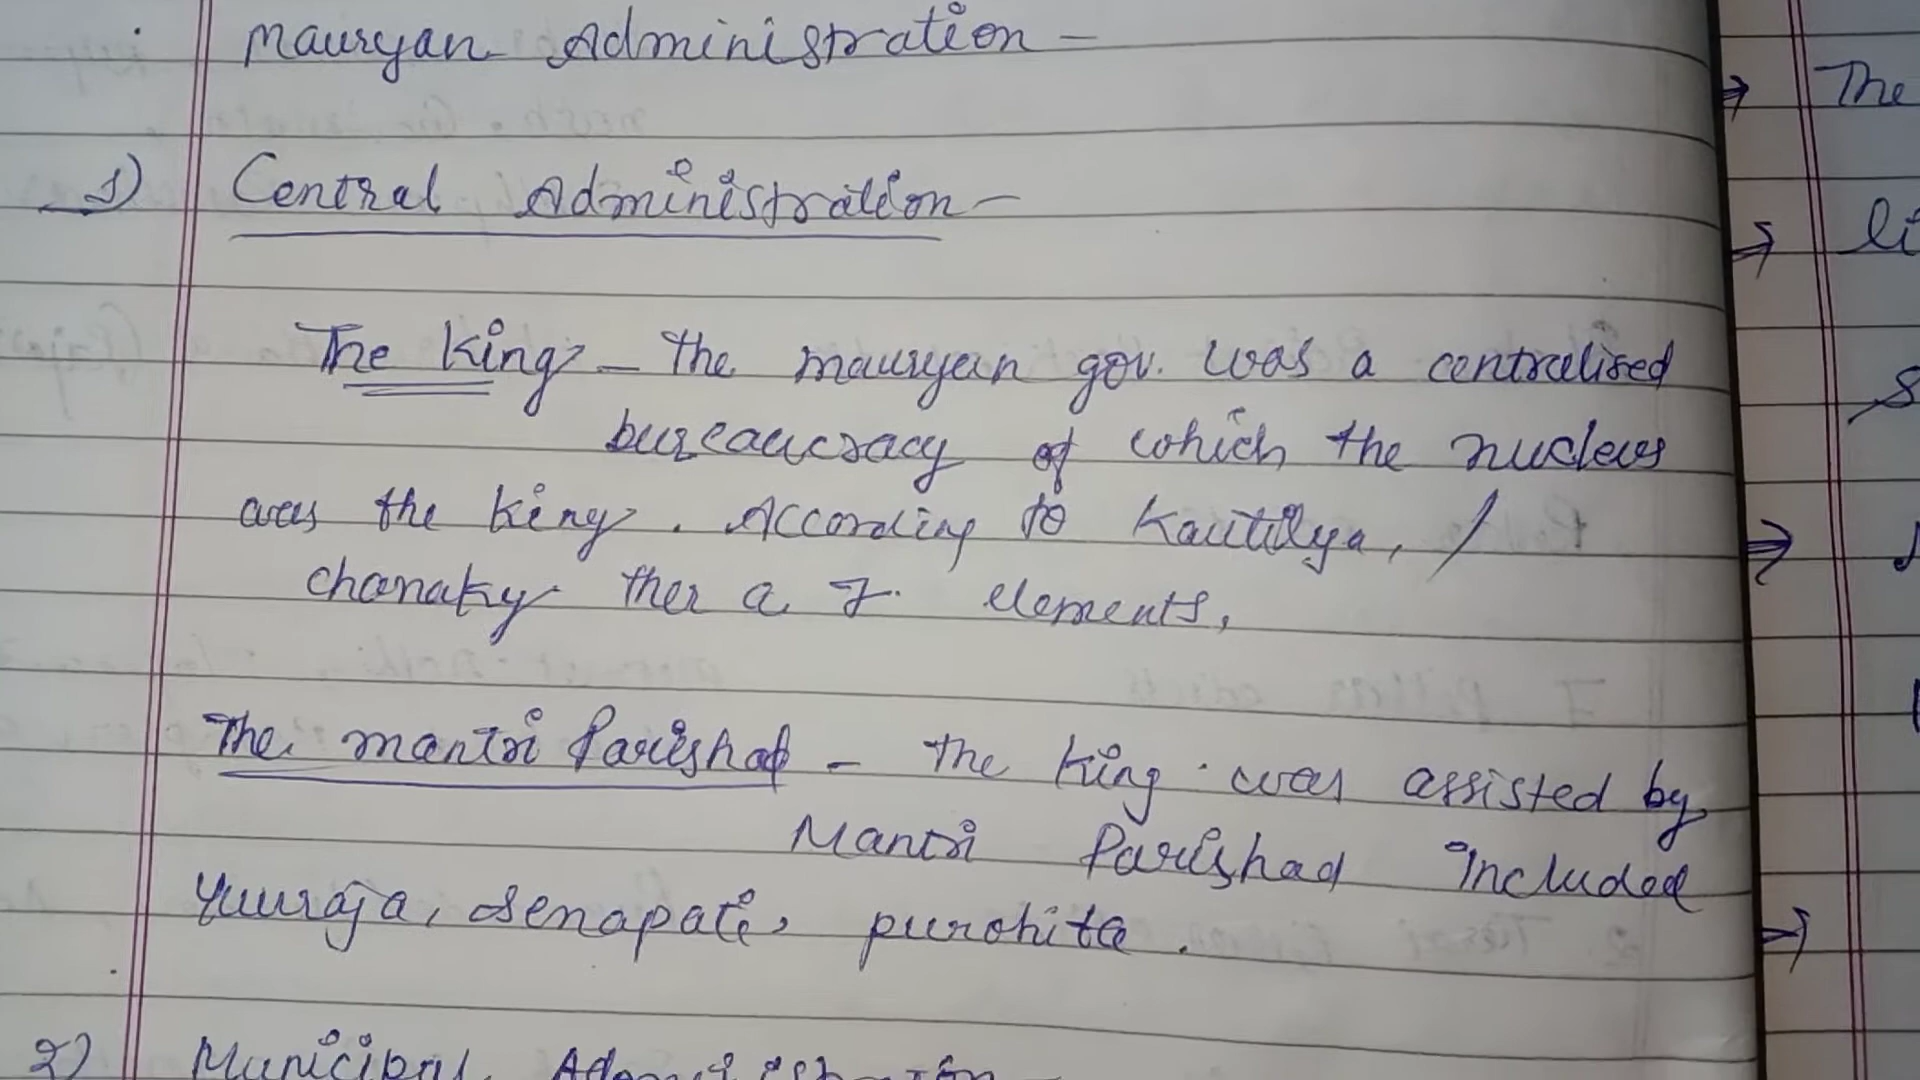 Mauryan Administration -
1) Central Administration -
The King - The mauryan gov. was a centralised
bureaucracy of which the nucleus
was the king. According to Kautilya, /
chanaky ther a 7. elements,
The mantri Parishad - The King was assisted by
Mantri Parishad included
Yuvraja, Senapati, purohita.
2) Municipal Administration -
The